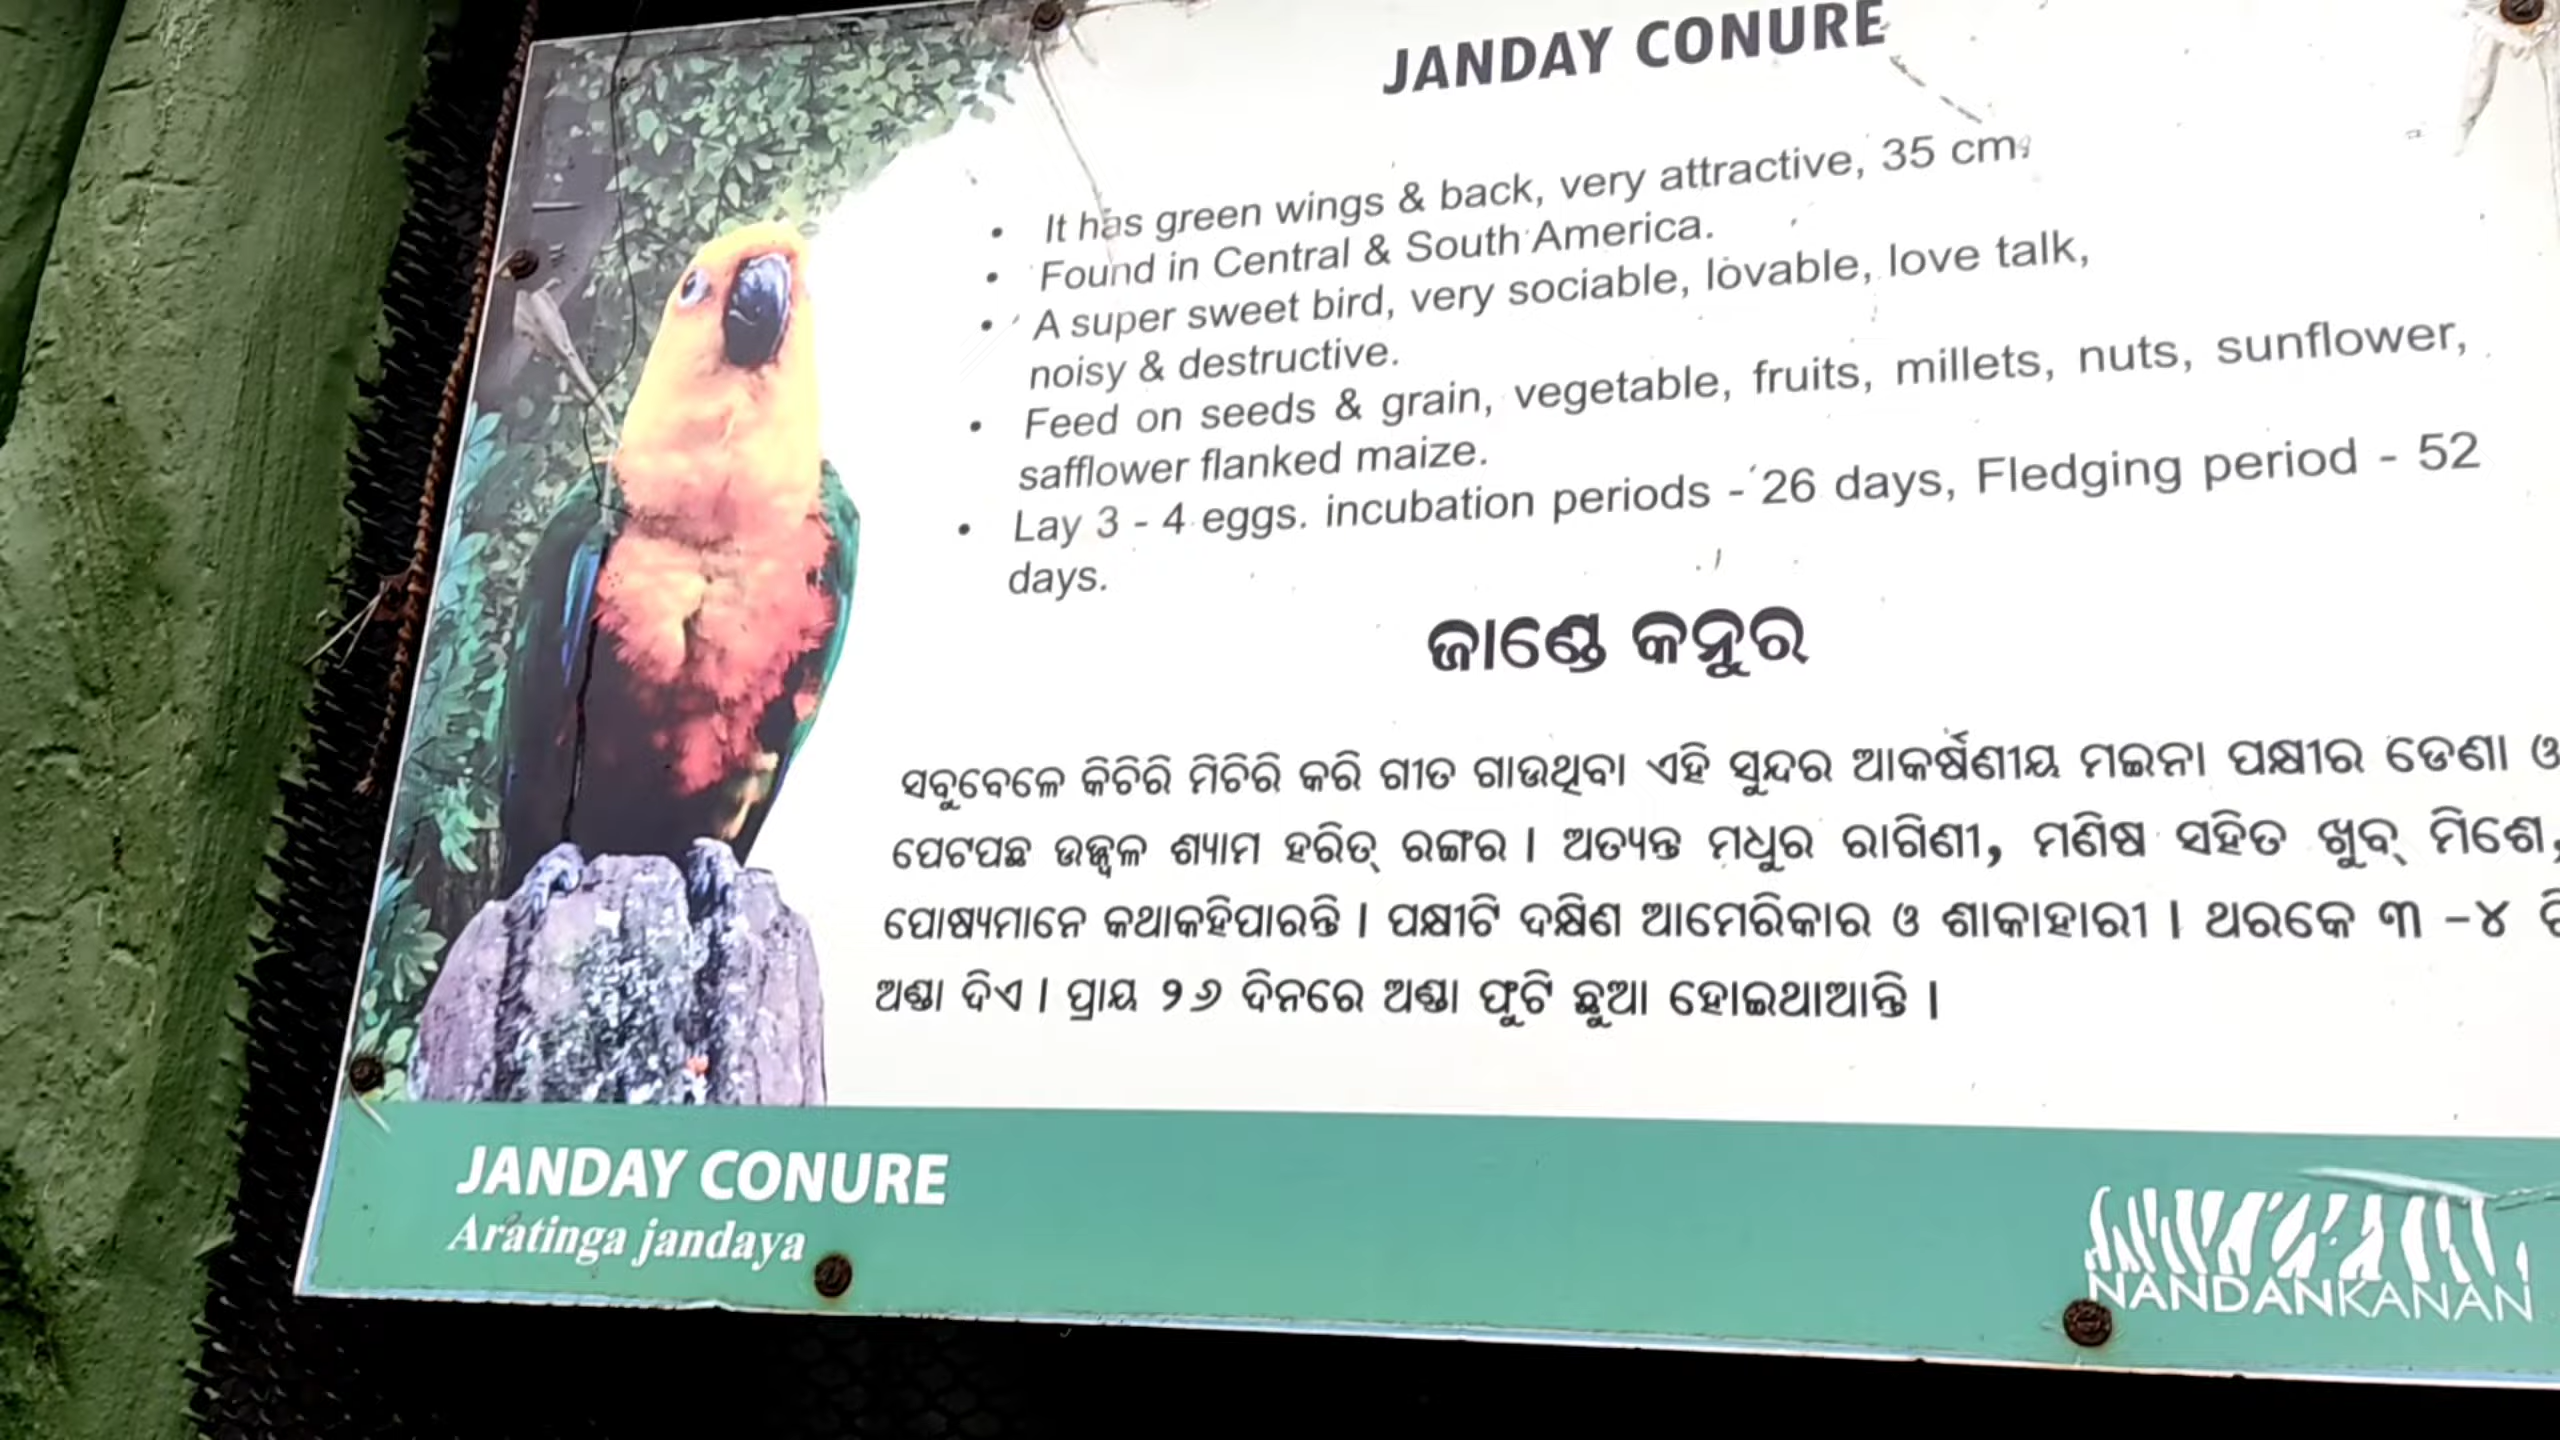 JANDAY CONURE
• It has green wings & back, very attractive, 35 cm.
• Found in Central & South America.
• A super sweet bird, very sociable, lovable, love talk,
noisy & destructive.
• Feed on seeds & grain, vegetable, fruits, millets, nuts, sunflower,
safflower flanked maize.
• Lay 3 - 4 eggs. incubation periods - 26 days, Fledging period - 52
days.
ଜାଣ୍ଡେ କନୁର
ସବୁବେଳେ କିଚିରି ମିଚିରି କରି ଗୀତ ଗାଉଥିବା ଏହି ସୁନ୍ଦର ଆକର୍ଷଣୀୟ ମଇନା ପକ୍ଷୀର ଡେଣା ଓ
ପେଟପଛ ଉଜ୍ଜ୍ୱଳ ଶ୍ୟାମ ହରିତ୍ ରଙ୍ଗର । ଅତ୍ୟନ୍ତ ମଧୁର ରାଗିଣୀ, ମଣିଷ ସହିତ ଖୁବ୍ ମିଶେ,
ପୋଷ୍ୟମାନେ କଥାକହିପାରନ୍ତି । ପକ୍ଷୀଟି ଦକ୍ଷିଣ ଆମେରିକାର ଓ ଶାକାହାରୀ । ଥରକେ ୩ -୪
ଅଣ୍ଡା ଦିଏ । ପ୍ରାୟ ୨୬ ଦିନରେ ଅଣ୍ଡା ଫୁଟି ଛୁଆ ହୋଇଥାଆନ୍ତି ।
JANDAY CONURE
Aratinga jandaya
NANDANKANAN